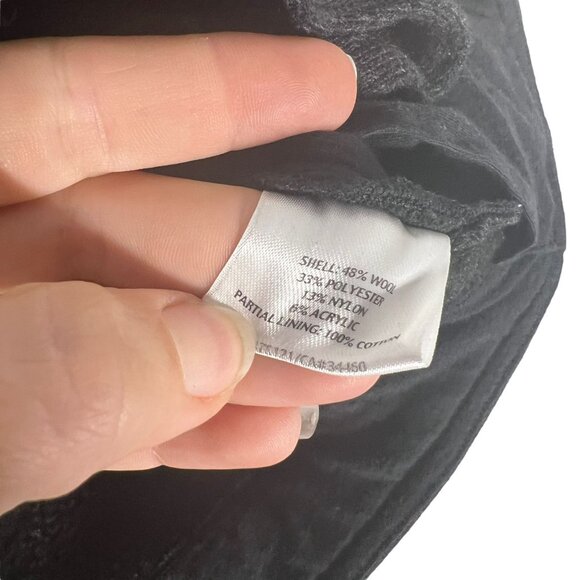 SHELL: 48% WOOL
33% POLYESTER
13% NYLON
6% ACRYLIC
PARTIAL LINING: 100% COTTON